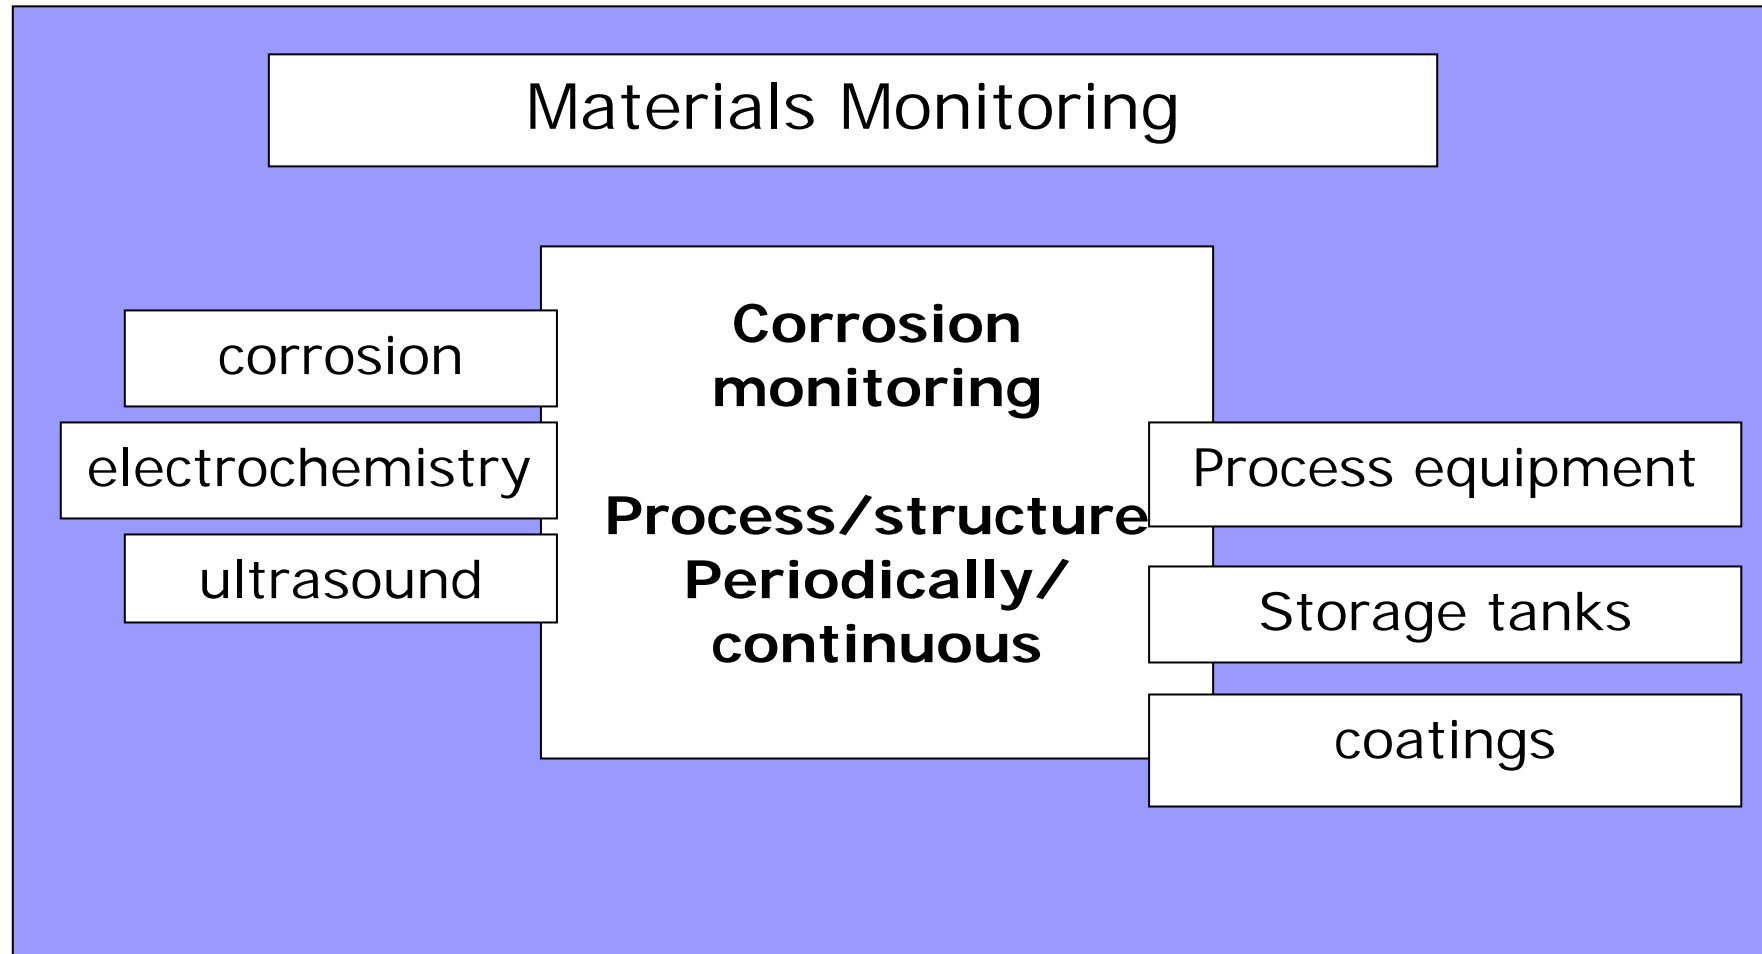 Materials Monitoring
corrosion
electrochemistry
ultrasound
Corrosion
monitoring
Process/structure
Periodically/
continuous
Process equipment
Storage tanks
coatings